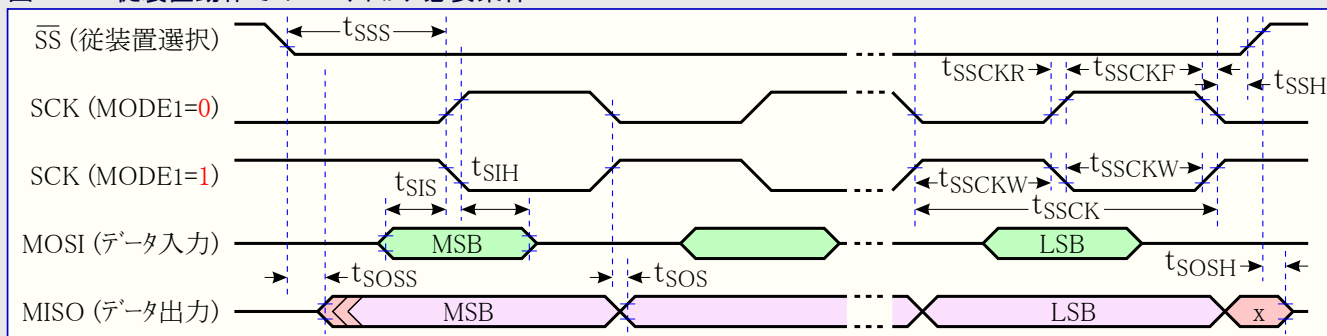 SS (従装置選択)
tSSS
tSSCKR
tSSCKF
tSSH
SCK (MODE1=0)
SCK (MODE1=1)
tSIS
tSIH
tSSCKW
tSSCKW
tSSCK
MOSI (データ入力)
MSB
LSB
tSOSS
tSOS
tSOSH
MISO (データ出力)
MSB
LSB
x